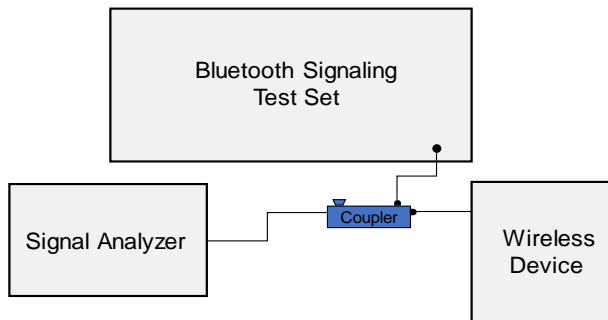 Bluetooth Signaling
Test Set
Signal Analyzer
Coupler
Wireless
Device